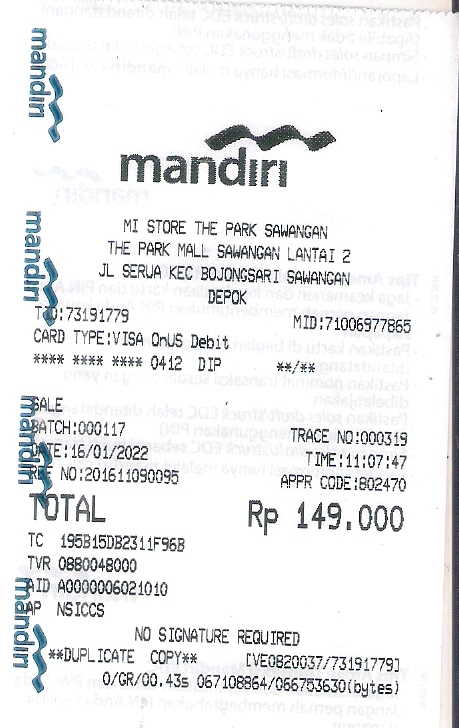 mandiri
MI STORE THE PARK SAWANGAN
THE PARK MALL SAWANGAN LANTAI 2
JL SERUA KEC BOJONGSARI SAWANGAN
DEPOK
TID:73191779 MID:71006977865
CARD TYPE:VISA OnUS Debit
**** **** **** 0412 DIP **/**
SALE
BATCH:000117 TRACE NO:000319
DATE:16/01/2022 TIME:11:07:47
REF NO:201611090095 APPR CODE:802470
TOTAL Rp 149.000
TC 195B15DB2311F96B
TVR 0880048000
AID A0000006021010
AP NSICCS
NO SIGNATURE REQUIRED
**DUPLICATE COPY** [VE0820037/73191779]
0/GR/00.43s 067108864/066753630(bytes)
mandiri
mandiri
mandiri
mandiri